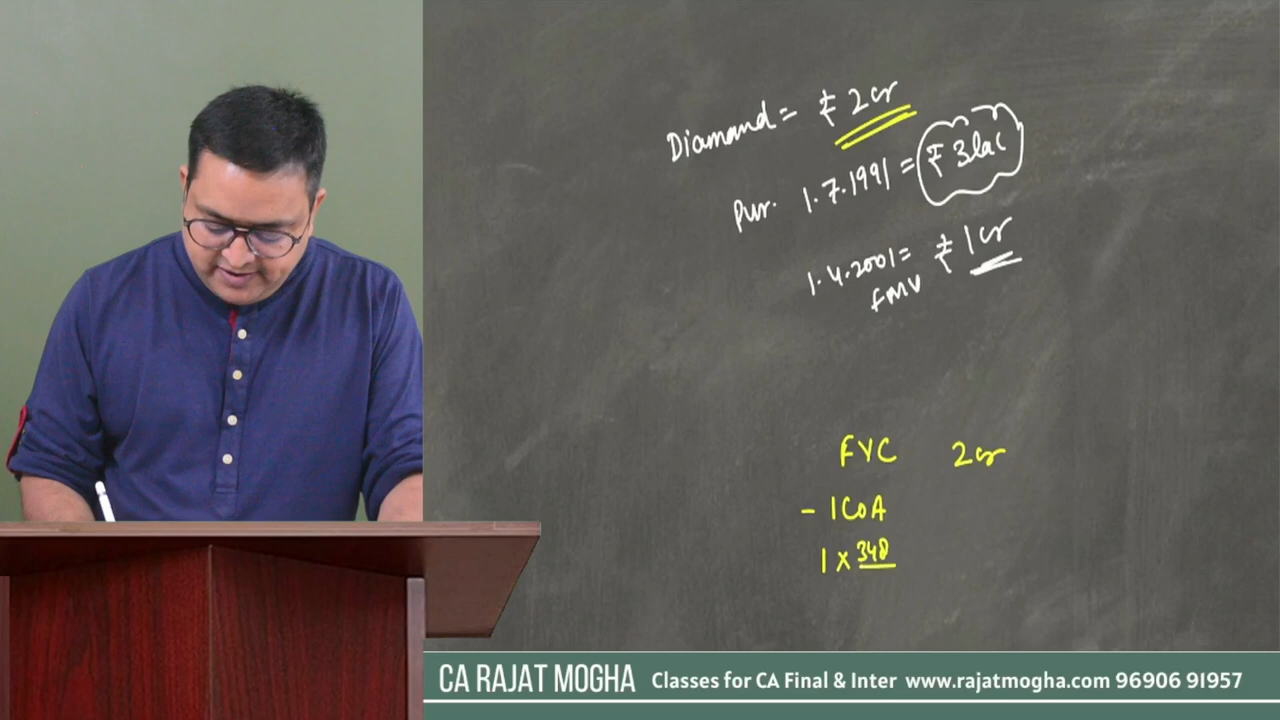 Diamand = ₹ 2cr
Pur. 1.7.1991 = ₹ 3lac
1.4.2001 = ₹ 1cr
FMV
FVC 2cr
- ICOA
1 x 348
CA RAJAT MOGHA Classes for CA Final & Inter www.rajatmogha.com 96906 91957